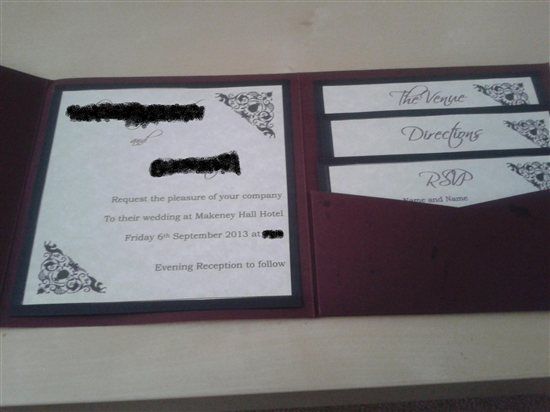 and
Request the pleasure of your company
To their wedding at Makeney Hall Hotel
Friday 6th September 2013 at
Evening Reception to follow
The Venue
Directions
RSVP
Name and Name